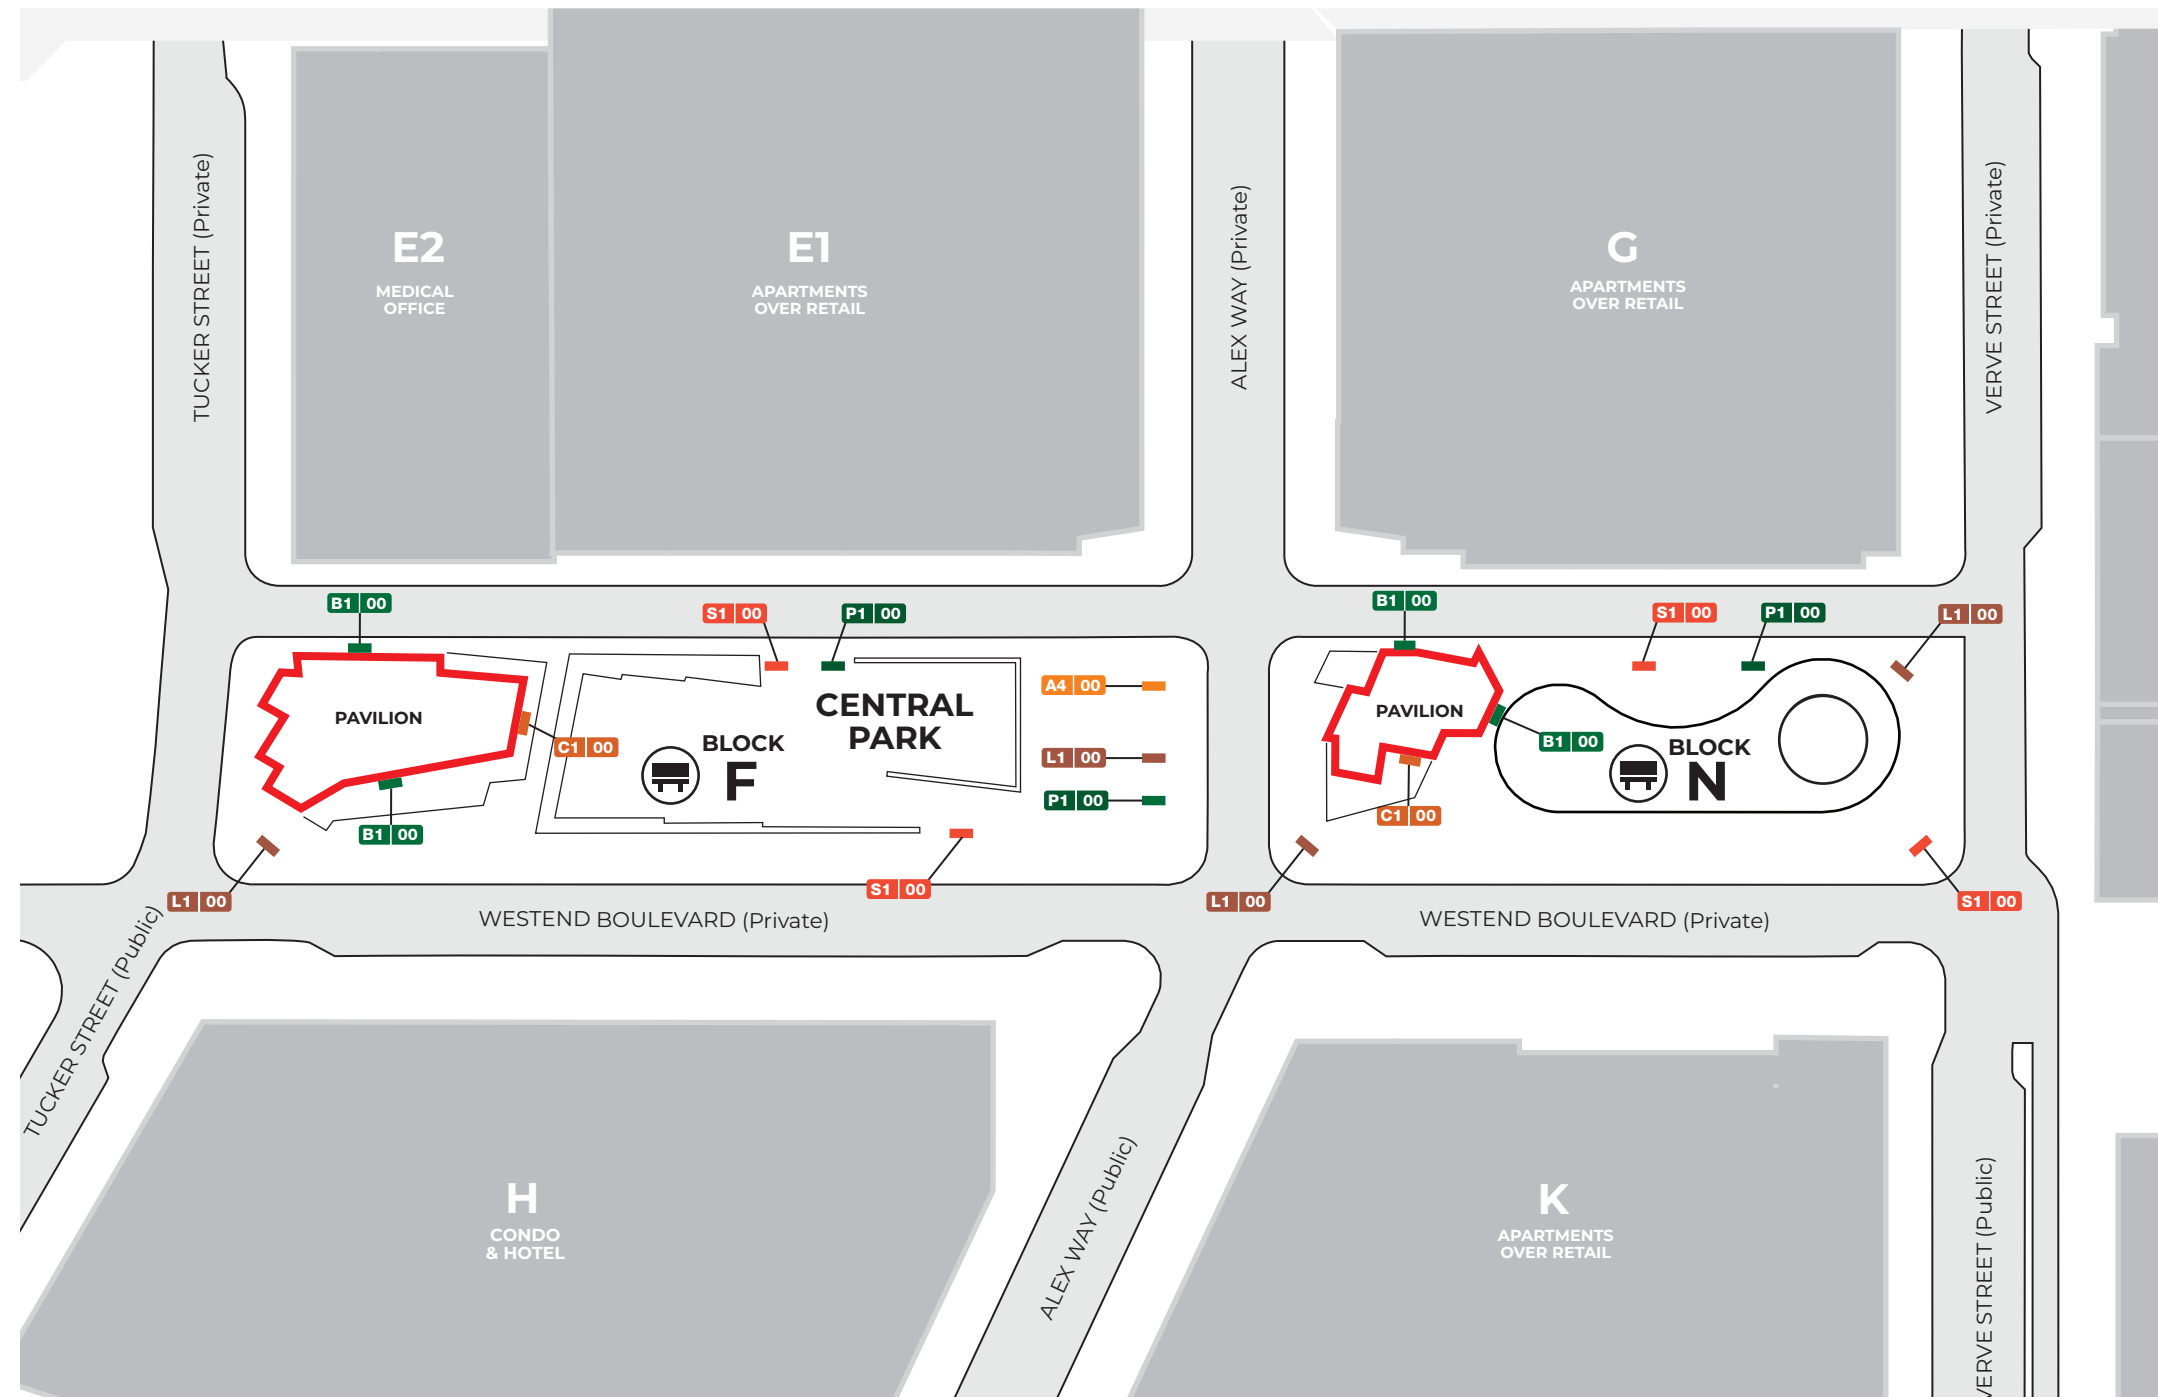 TUCKER STREET (Private)
E2
MEDICAL
OFFICE
E1
APARTMENTS
OVER RETAIL
ALEX WAY (Private)
G
APARTMENTS
OVER RETAIL
VERVE STREET (Private)
B1 00
S1 00
P1 00
B1 00
S1 00
P1 00
L1 00
PAVILION
C1 00
B1 00
L1 00
BLOCK
F
CENTRAL
PARK
A4 00
L1 00
P1 00
S1 00
PAVILION
B1 00
C1 00
L1 00
BLOCK
N
S1 00
WESTEND BOULEVARD (Private)
WESTEND BOULEVARD (Private)
TUCKER STREET (Public)
H
CONDO
& HOTEL
ALEX WAY (Public)
K
APARTMENTS
OVER RETAIL
VERVE STREET (Public)